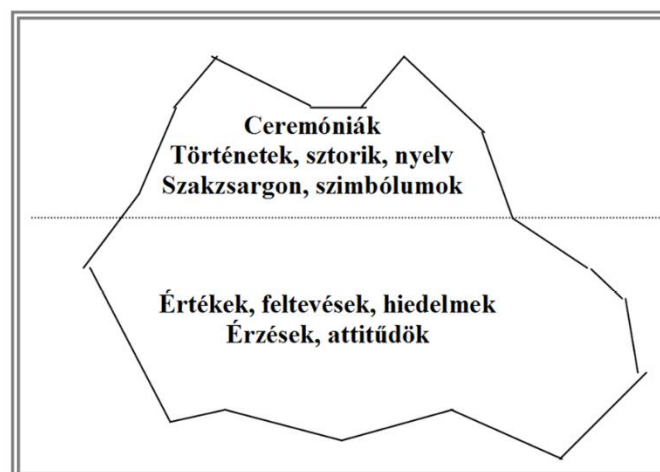 Ceremóniák
Történetek, sztorik, nyelv
Szakzsargon, szimbólumok
Értékek, feltevések, hiedelmek
Érzések, attitűdök